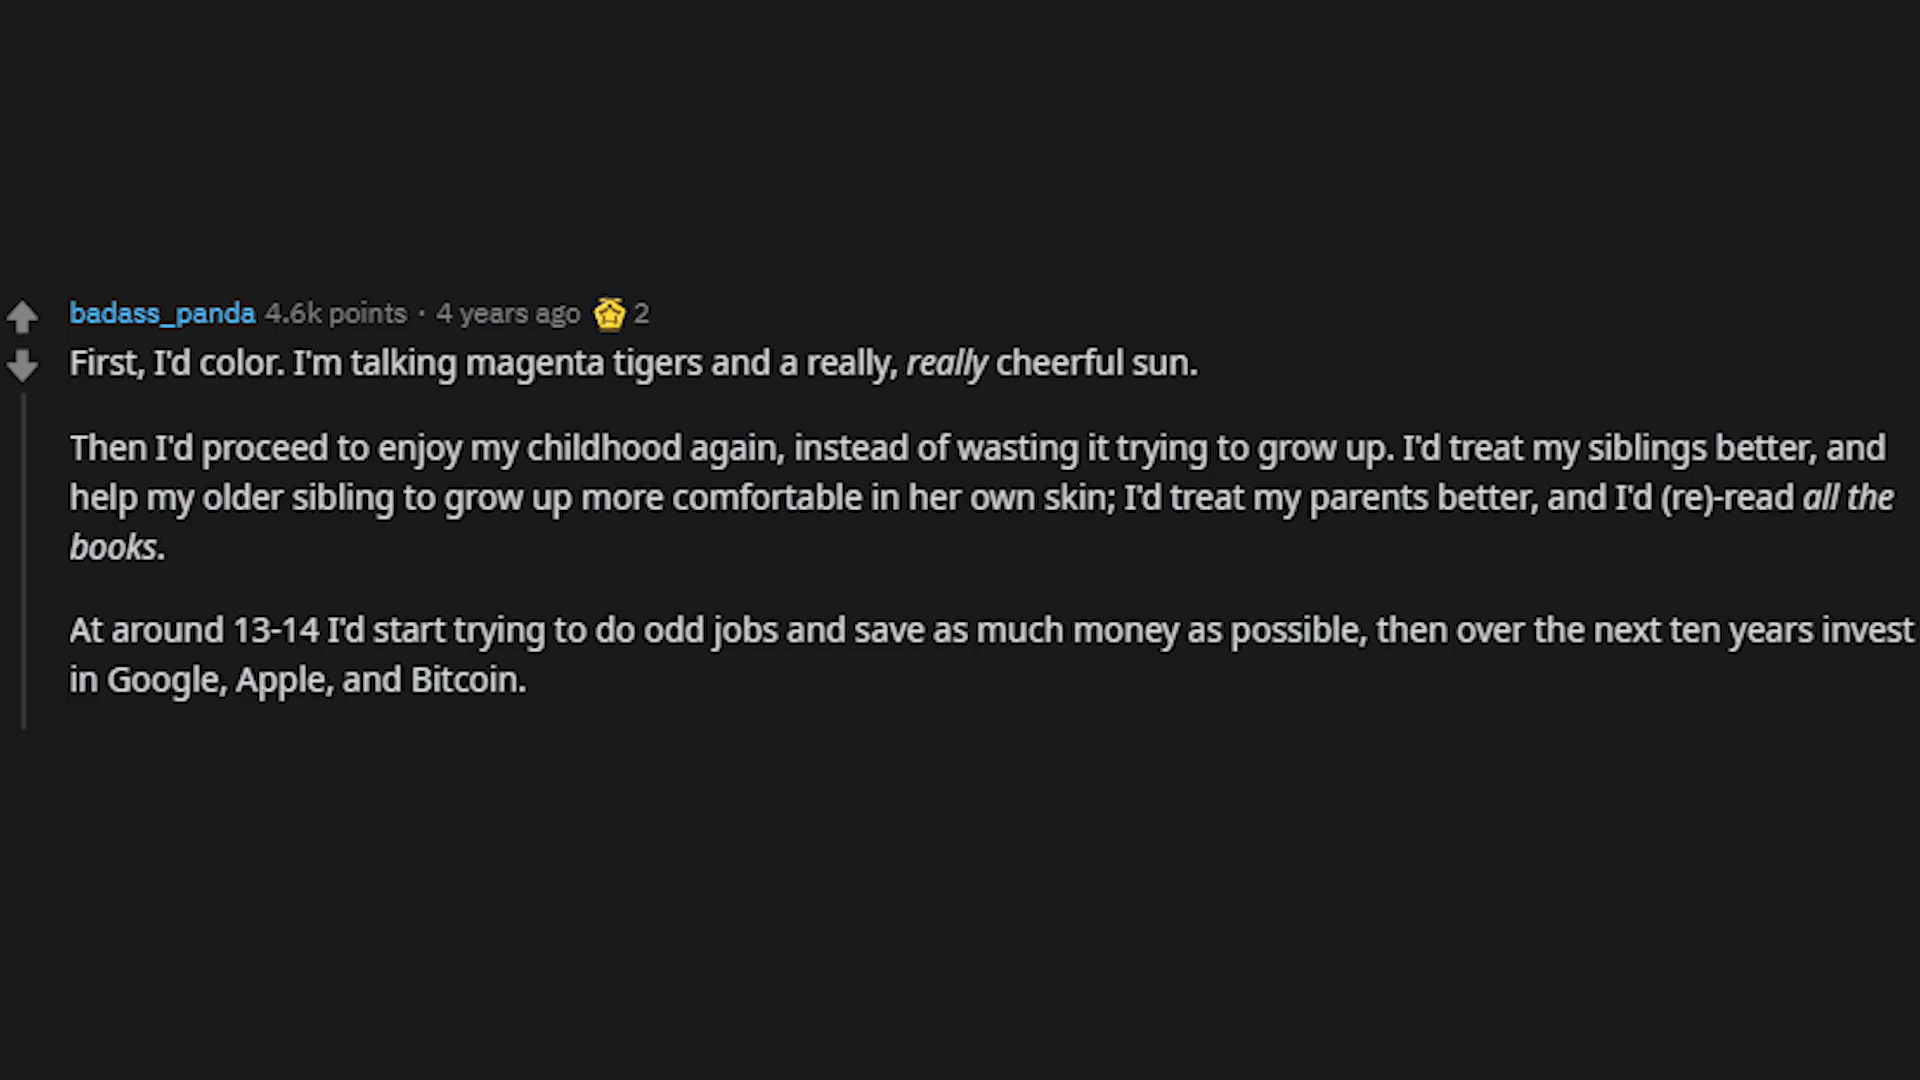 badass_panda 4.6k points · 4 years ago 2
First, I'd color. I'm talking magenta tigers and a really, really cheerful sun.
Then I'd proceed to enjoy my childhood again, instead of wasting it trying to grow up. I'd treat my siblings better, and
help my older sibling to grow up more comfortable in her own skin; I'd treat my parents better, and I'd (re)-read all the
books.
At around 13-14 I'd start trying to do odd jobs and save as much money as possible, then over the next ten years invest
in Google, Apple, and Bitcoin.